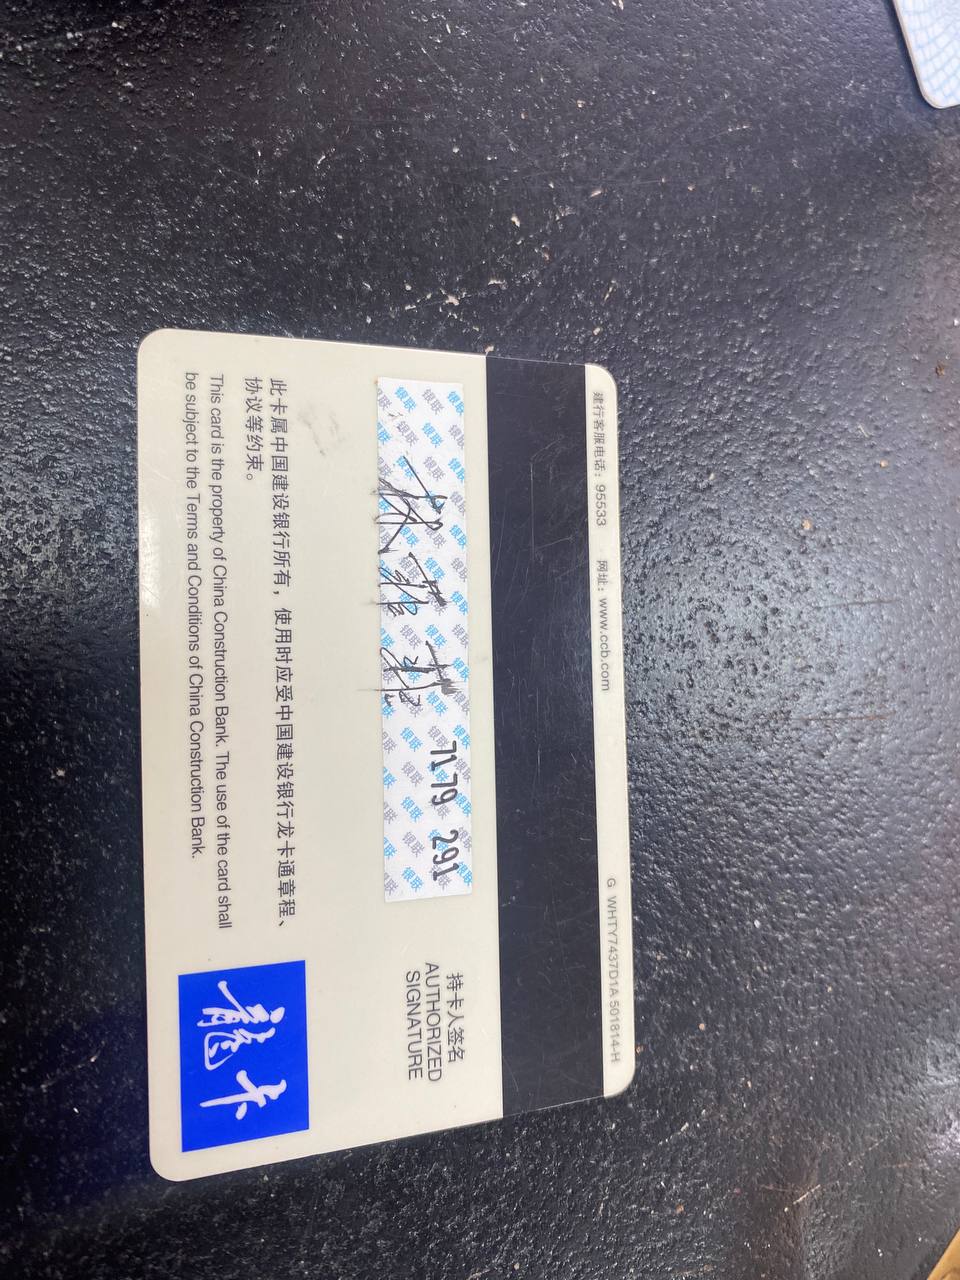 建行客服电话：95533 网址：www.ccb.com G WHTY7437D1A 501814-H
7179 291
持卡人签名
AUTHORIZED
SIGNATURE
此卡属中国建设银行所有，使用时应受中国建设银行龙卡通章程、
协议等约束。
This card is the property of China Construction Bank. The use of the card shall
be subject to the Terms and Conditions of China Construction Bank.
龍卡
银联